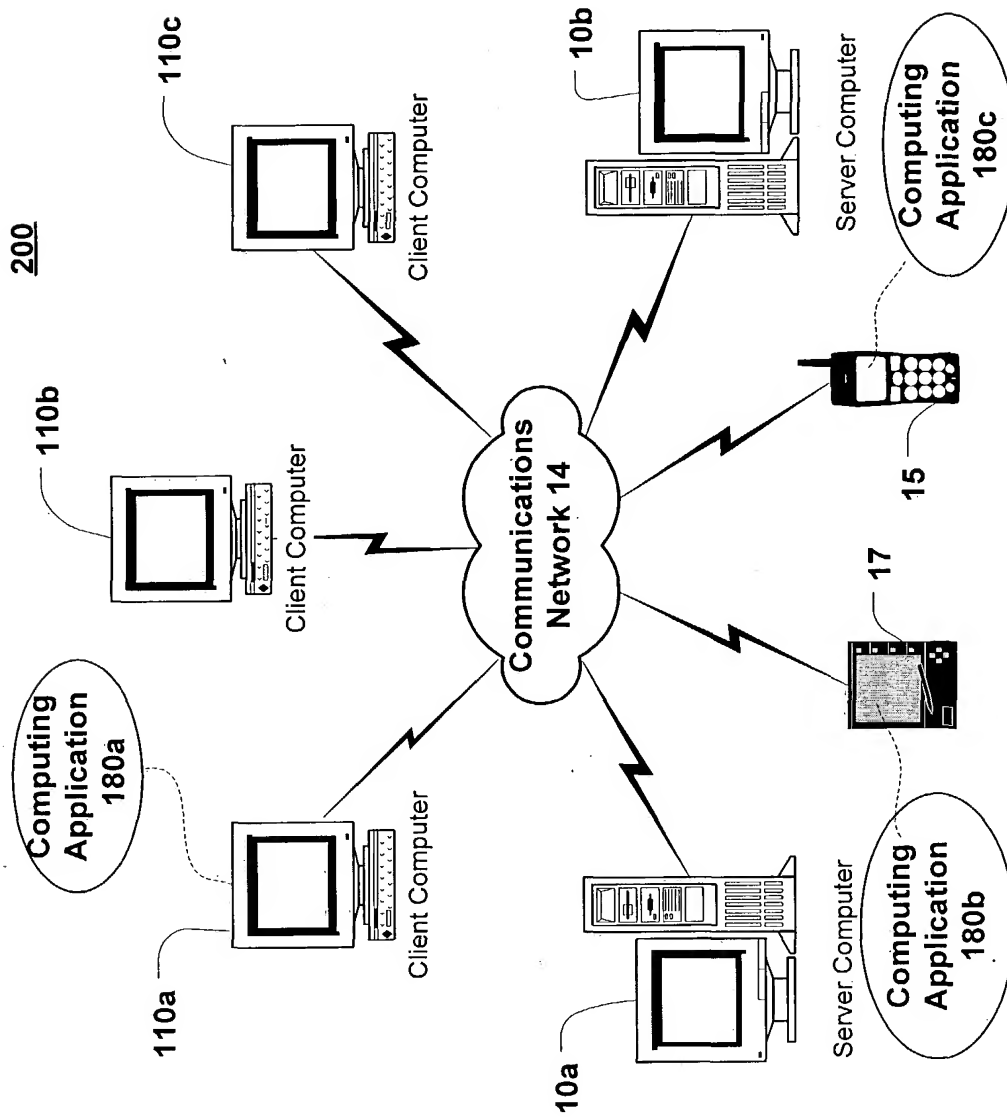 200
Computing
Application
180a
110a
Client Computer
110b
Client Computer
110c
Client Computer
Communications
Network 14
10a
Server Computer
Computing
Application
180b
17
15
10b
Server Computer
Computing
Application
180c